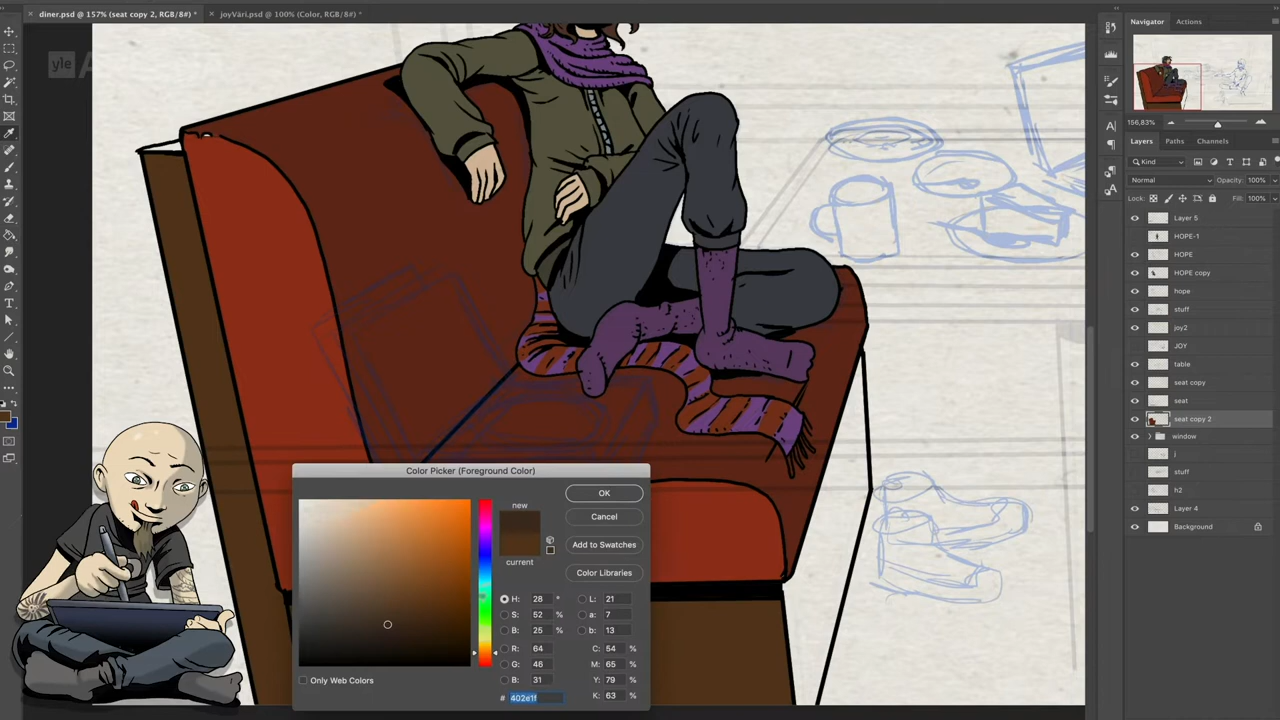 diner.psd @ 157% (seat copy 2, RGB/8#) *
joyVäri.psd @ 100% (Color, RGB/8#) *
yle A
Navigator Actions
156,83%
Layers Paths Channels
Kind
Normal Opacity: 100%
Lock: Fill: 100%
Layer 5
HOPE-1
HOPE
HOPE copy
hope
stuff
joy2
JOY
table
seat copy
seat
seat copy 2
window
j
stuff
h2
Layer 4
Background
Color Picker (Foreground Color)
new
current
OK
Cancel
Add to Swatches
Color Libraries
H: 28 °
S: 52 %
B: 25 %
R: 64
G: 46
B: 31
L: 21
a: 7
b: 13
C: 54 %
M: 65 %
Y: 79 %
K: 63 %
Only Web Colors
# 402e1f